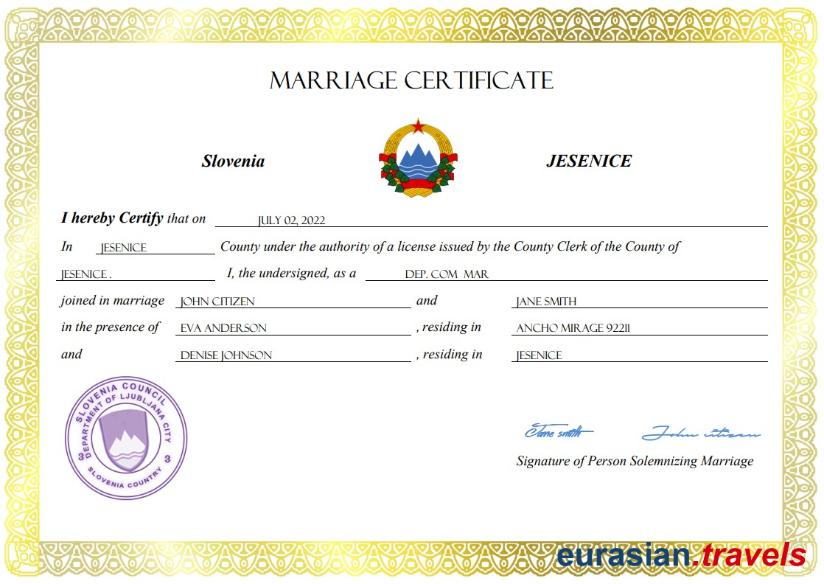 MARRIAGE CERTIFICATE
Slovenia JESENICE
I hereby Certify that on JULY 02, 2022
In JESENICE County under the authority of a license issued by the County Clerk of the County of
JESENICE . I, the undersigned, as a DEP. COM MAR
joined in marriage JOHN CITIZEN and JANE SMITH
in the presence of EVA ANDERSON , residing in ANCHO MIRAGE 92211
and DENISE JOHNSON , residing in JESENICE
SLOVENIA COUNCIL
DEPARTMENT OF LJUBLJANA CITY
3 3
SLOVENIA COUNTRY
Jane smith John citizen
Signature of Person Solemnizing Marriage
eurasian.travels